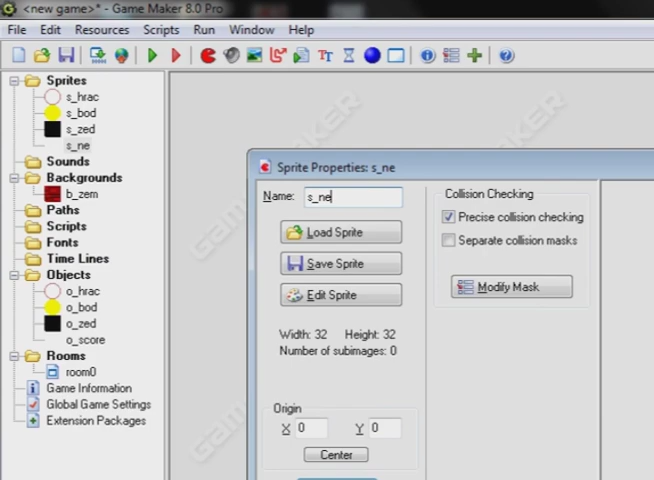 <new game>* - Game Maker 8.0 Pro
File Edit Resources Scripts Run Window Help
Sprites
s_hrac
s_bod
s_zed
s_ne
Sounds
Backgrounds
b_zem
Paths
Scripts
Fonts
Time Lines
Objects
o_hrac
o_bod
o_zed
o_score
Rooms
room0
Game Information
Global Game Settings
Extension Packages
Sprite Properties: s_ne
Name: s_ne
Load Sprite
Save Sprite
Edit Sprite
Width: 32 Height: 32
Number of subimages: 0
Origin
X 0 Y 0
Center
Collision Checking
Precise collision checking
Separate collision masks
Modify Mask